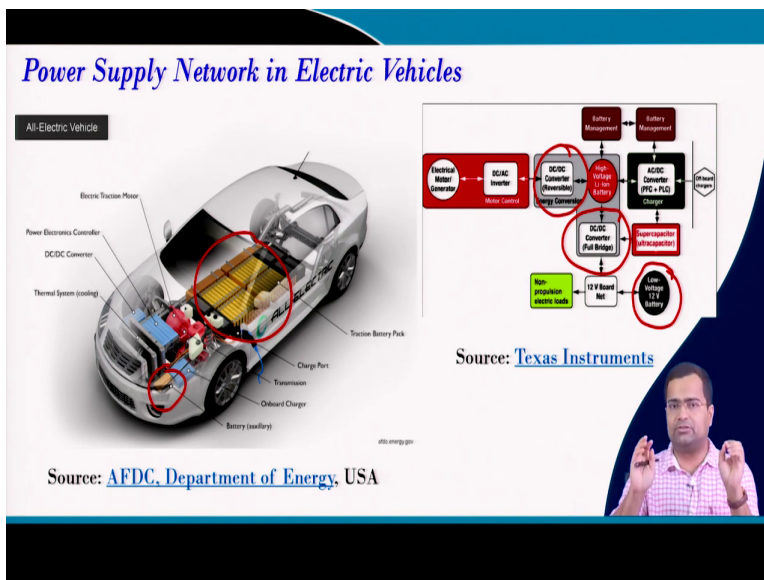 Power Supply Network in Electric Vehicles
All-Electric Vehicle
Electric Traction Motor
Power Electronics Controller
DC/DC Converter
Thermal System (cooling)
ALL ELECTRIC
Traction Battery Pack
Charge Port
Transmission
Onboard Charger
Battery (auxillary)
afdc.energy.gov
Source: AFDC, Department of Energy, USA
Battery
Management
Battery
Management
Electrical
Motor/
Generator
DC/AC
Inverter
Motor Control
DC/DC
Converter
(Reversible)
Energy Conversion
High-
Voltage
Li-Ion
Battery
AC/DC
Converter
(PFC + PLC)
Charger
Off board
chargers
DC/DC
Converter
(Full Bridge)
Supercapacitor
(ultracapacitor)
Non-
propulsion
electric loads
12 V Board
Net
Low-
Voltage
12 V
Battery
Source: Texas Instruments